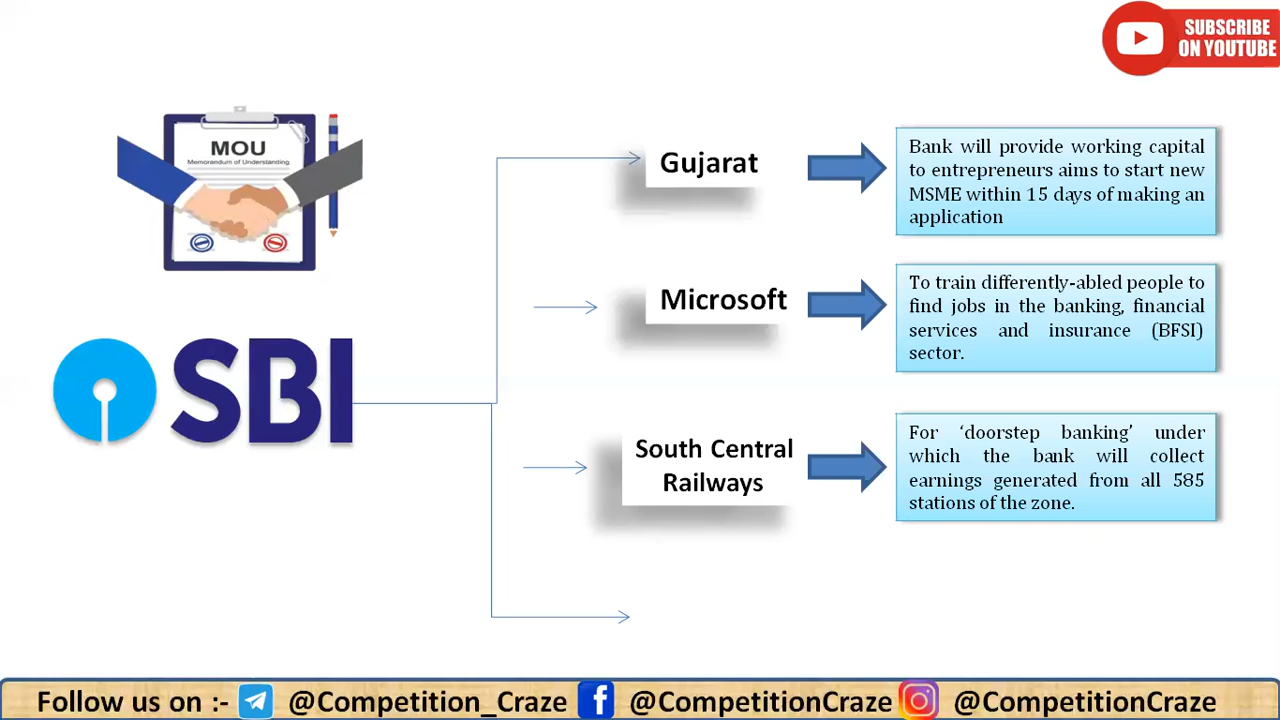 SUBSCRIBE
ON YOUTUBE
MOU
Memorandum of Understanding
SBI
Gujarat
Bank will provide working capital
to entrepreneurs aims to start new
MSME within 15 days of making an
application
Microsoft
To train differently-abled people to
find jobs in the banking, financial
services and insurance (BFSI)
sector.
South Central
Railways
For ‘doorstep banking’ under
which the bank will collect
earnings generated from all 585
stations of the zone.
Follow us on :- @Competition_Craze @CompetitionCraze @CompetitionCraze